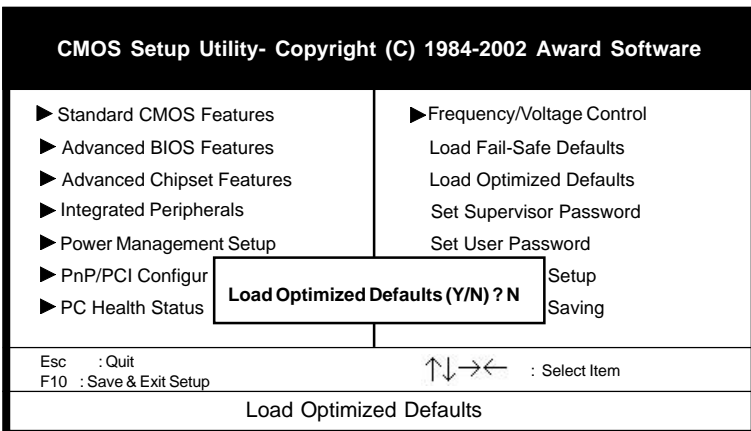 CMOS Setup Utility- Copyright (C) 1984-2002 Award Software
Standard CMOS Features
Advanced BIOS Features
Advanced Chipset Features
Integrated Peripherals
Power Management Setup
PnP/PCI Configur
PC Health Status
Frequency/Voltage Control
Load Fail-Safe Defaults
Load Optimized Defaults
Set Supervisor Password
Set User Password
Setup
Saving
Load Optimized Defaults (Y/N) ? N
Esc : Quit
F10 : Save & Exit Setup
↑↓→← : Select Item
Load Optimized Defaults